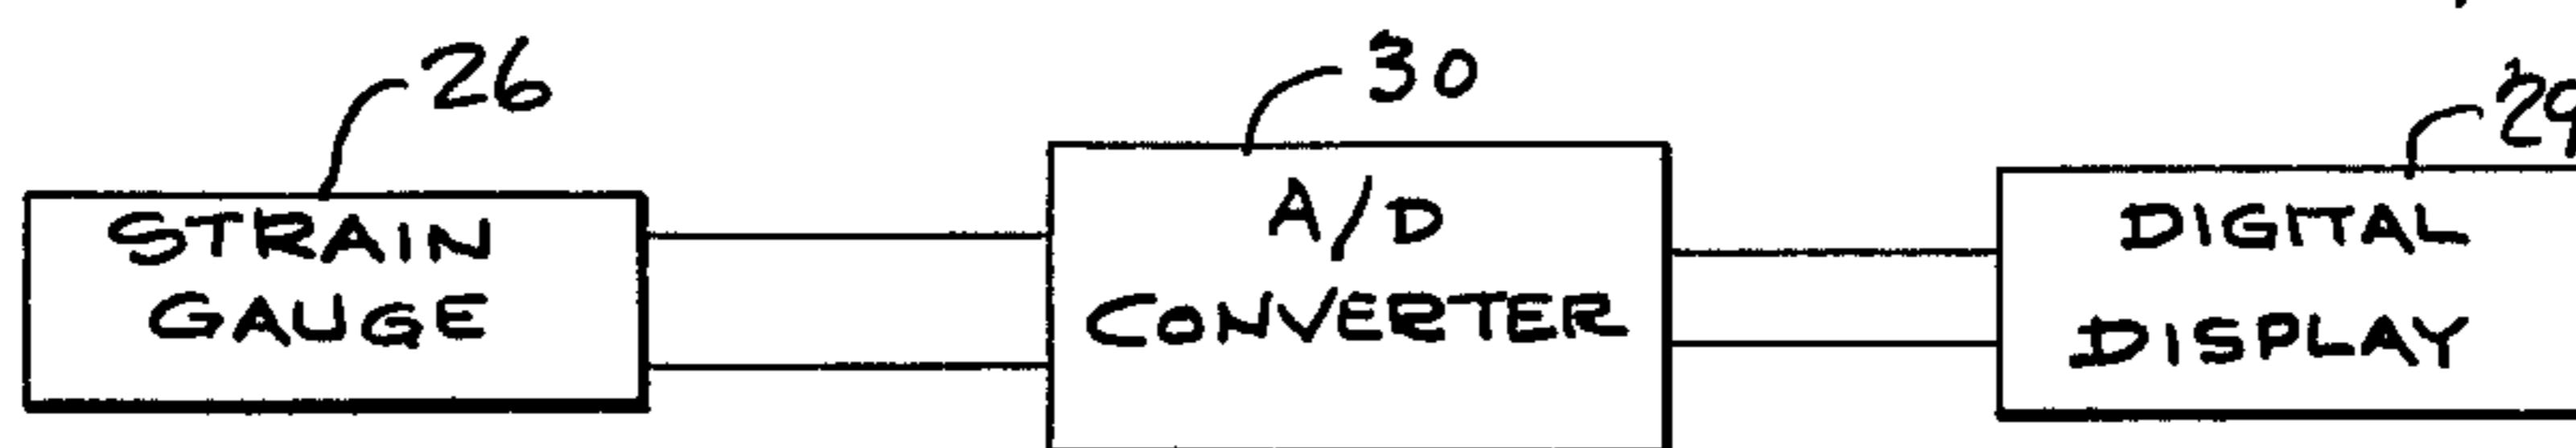 26
30
29
STRAIN
GAUGE
A/D
CONVERTER
DIGITAL
DISPLAY